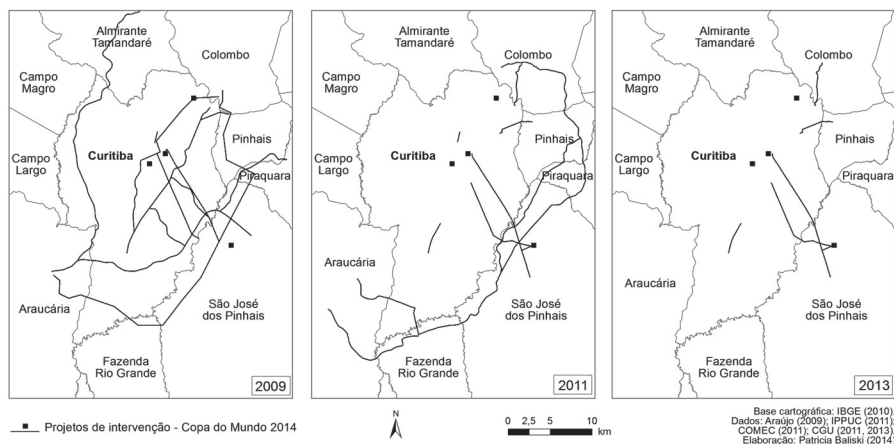 Almirante
Tamandaré
Colombo
Campo
Magro
Pinhais
Campo
Largo
Curitiba
Piraquara
Araucária
São José
dos Pinhais
Fazenda
Rio Grande
2009
Almirante
Tamandaré
Colombo
Campo
Magro
Pinhais
Campo
Largo
Curitiba
Piraquara
Araucária
São José
dos Pinhais
Fazenda
Rio Grande
2011
Almirante
Tamandaré
Colombo
Campo
Magro
Pinhais
Campo
Largo
Curitiba
Piraquara
Araucária
São José
dos Pinhais
Fazenda
Rio Grande
2013
Projetos de intervenção - Copa do Mundo 2014
N
0 2,5 5 10
km
Base cartográfica: IBGE (2010).
Dados: Araújo (2009); IPPUC (2011);
COMEC (2011); CGU (2011, 2013).
Elaboração: Patricia Baliski (2014)